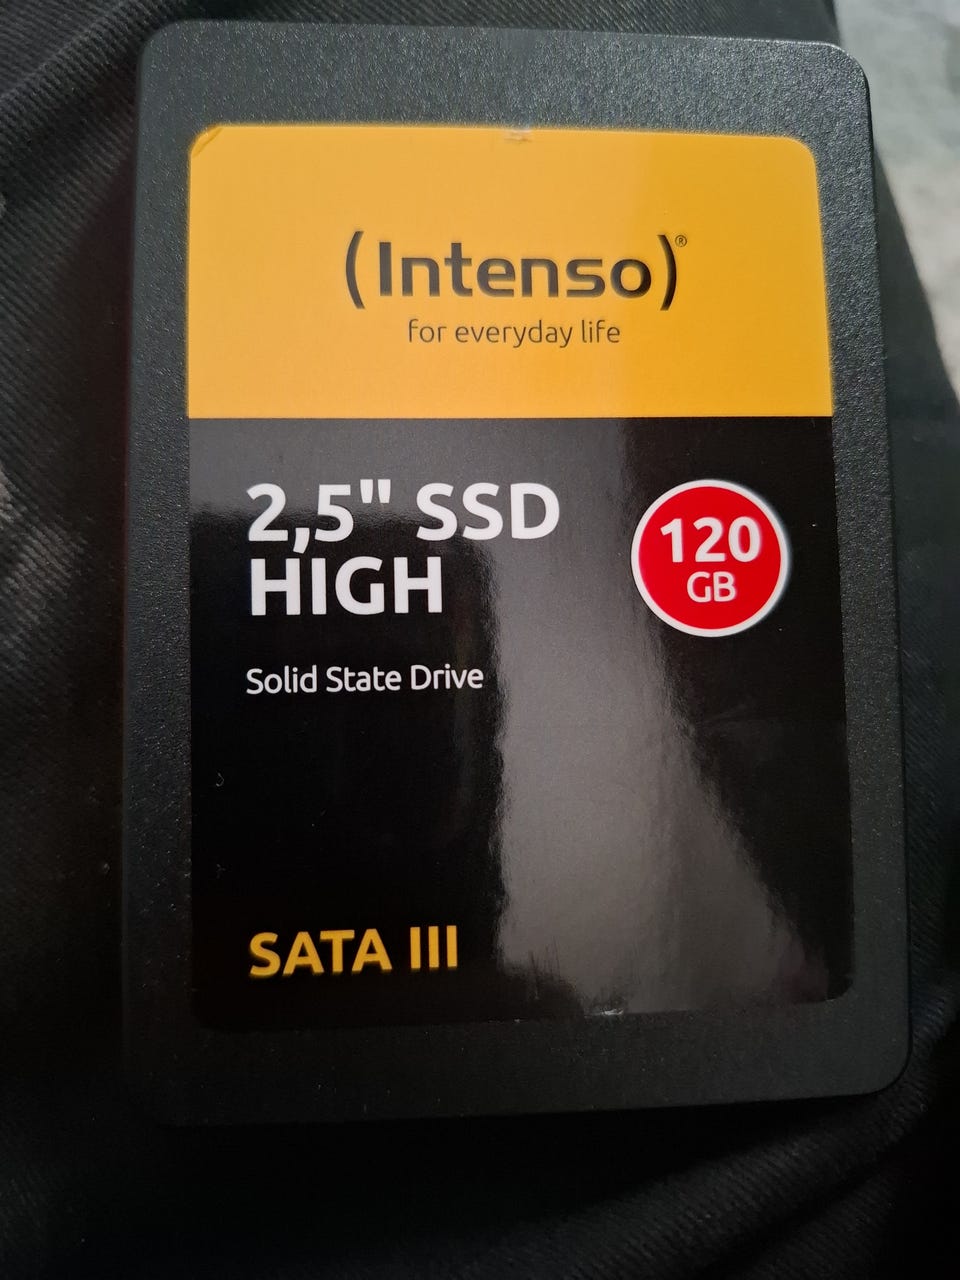 (Intenso)®
for everyday life
2,5" SSD
HIGH
120
GB
Solid State Drive
SATA III